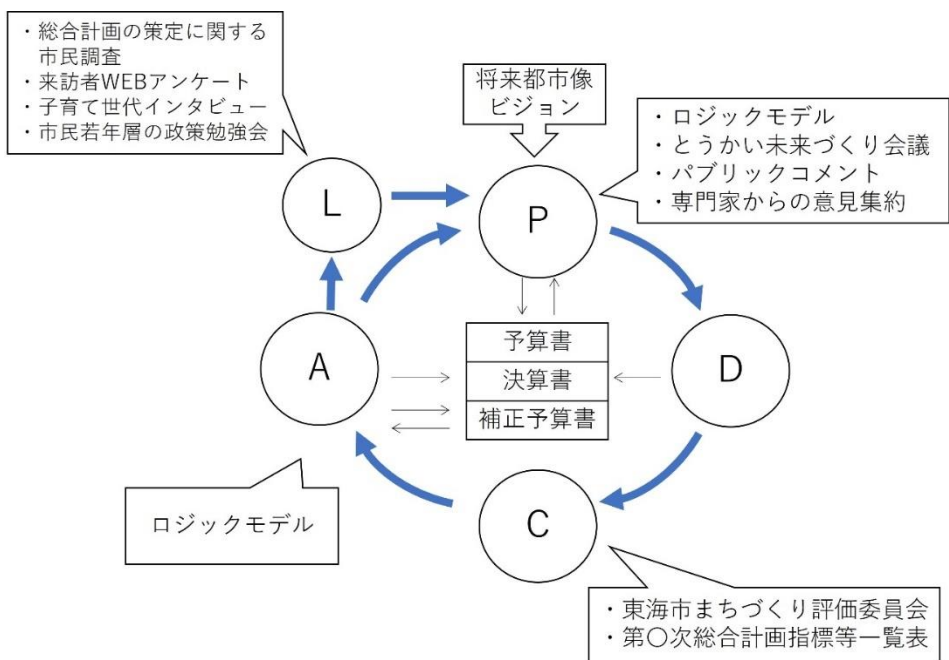 ・総合計画の策定に関する
市民調査
・来訪者WEBアンケート
・子育て世代インタビュー
・市民若年層の政策勉強会
将来都市像
ビジョン
・ロジックモデル
・とうかい未来づくり会議
・パブリックコメント
・専門家からの意見集約
L
P
A
D
C
予算書
決算書
補正予算書
ロジックモデル
・東海市まちづくり評価委員会
・第〇次総合計画指標等一覧表